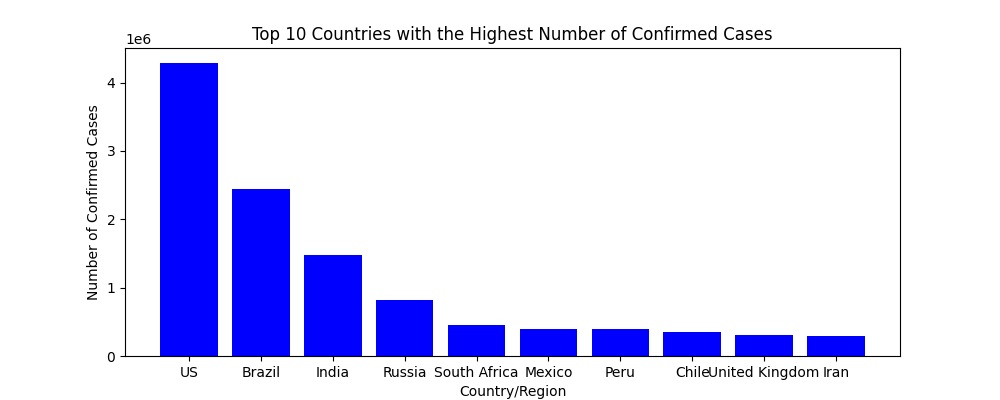 Top 10 Countries with the Highest Number of Confirmed Cases
1e6
4
3
2
1
0
Number of Confirmed Cases
US Brazil India Russia South Africa Mexico Peru Chile United Kingdom Iran
Country/Region